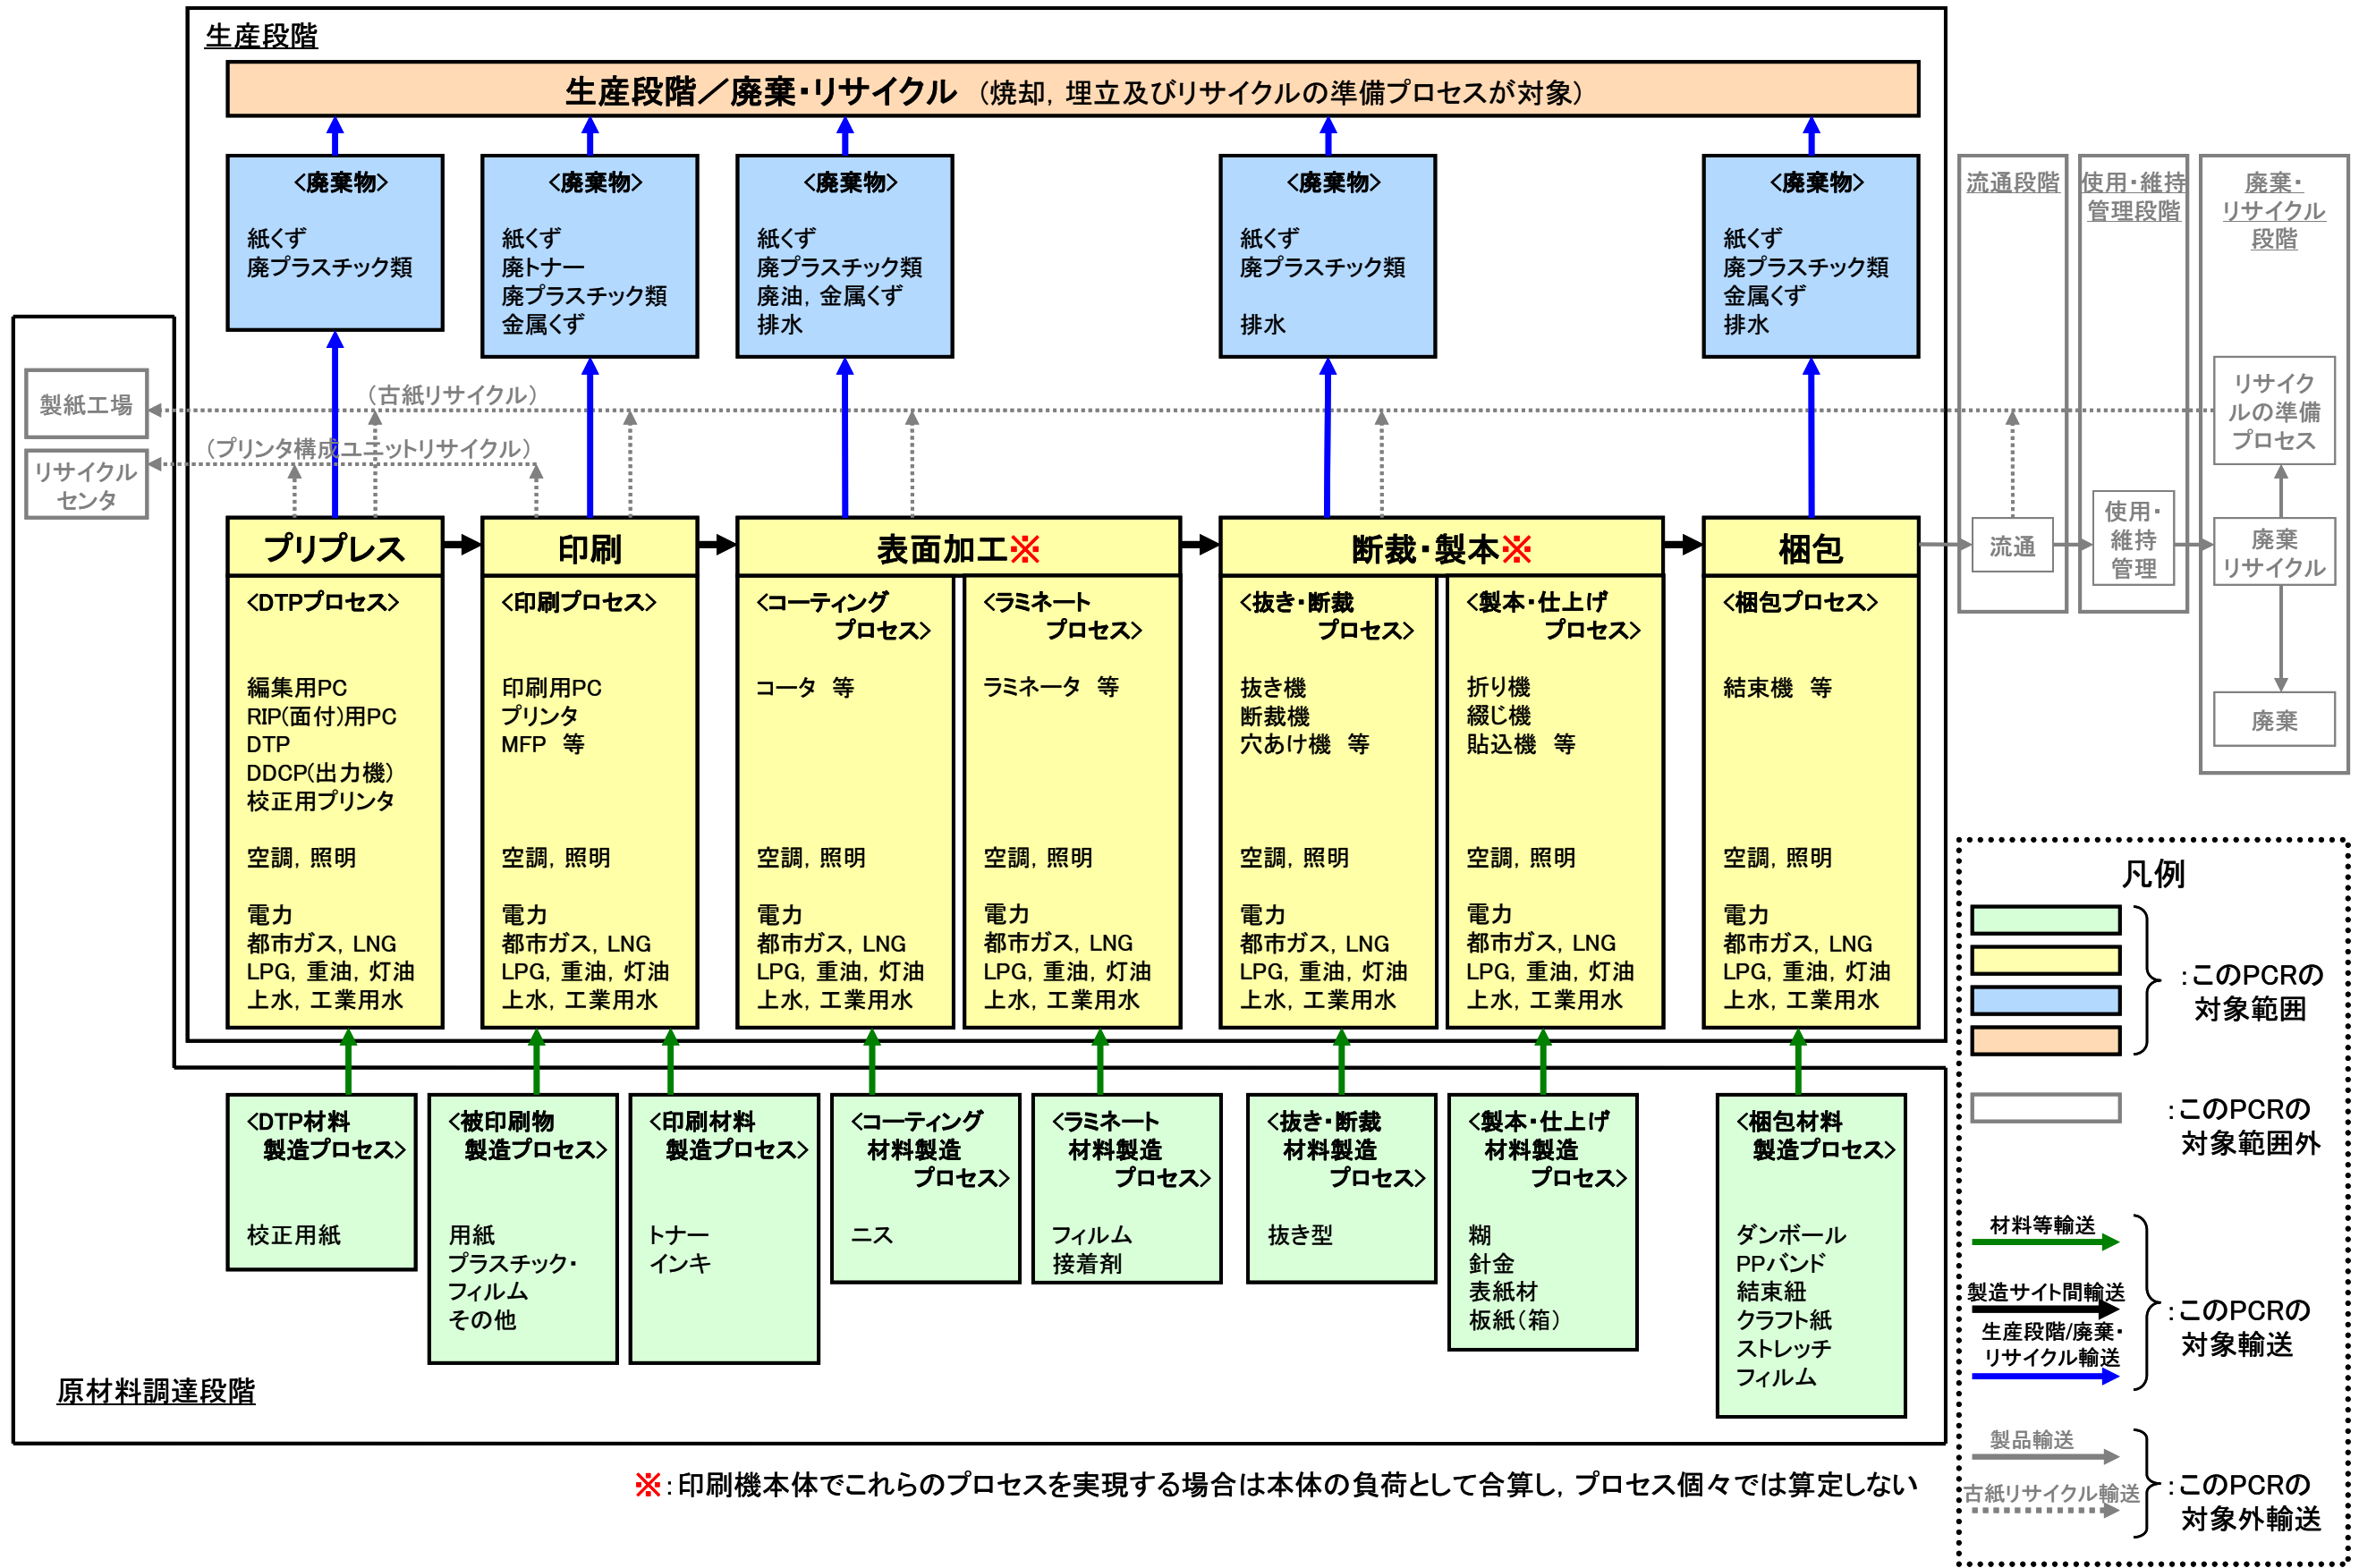 生産段階
生産段階／廃棄・リサイクル （焼却，埋立及びリサイクルの準備プロセスが対象）
<廃棄物>
紙くず
廃プラスチック類
<廃棄物>
紙くず
廃トナー
廃プラスチック類
金属くず
<廃棄物>
紙くず
廃プラスチック類
廃油，金属くず
排水
<廃棄物>
紙くず
廃プラスチック類
排水
<廃棄物>
紙くず
廃プラスチック類
金属くず
排水
流通段階
使用・維持
管理段階
廃棄・
リサイクル
段階
製紙工場
リサイクル
センタ
（古紙リサイクル）
（プリンタ構成ユニットリサイクル）
リサイク
ルの準備
プロセス
流通
使用・
維持
管理
廃棄
リサイクル
廃棄
プリプレス
<DTPプロセス>
編集用PC
RIP(面付)用PC
DTP
DDCP(出力機)
校正用プリンタ
空調，照明
電力
都市ガス，LNG
LPG，重油，灯油
上水，工業用水
印刷
<印刷プロセス>
印刷用PC
プリンタ
MFP 等
空調，照明
電力
都市ガス，LNG
LPG，重油，灯油
上水，工業用水
表面加工※
<コーティング
プロセス>
コータ 等
空調，照明
電力
都市ガス，LNG
LPG，重油，灯油
上水，工業用水
<ラミネート
プロセス>
ラミネータ 等
空調，照明
電力
都市ガス，LNG
LPG，重油，灯油
上水，工業用水
断裁・製本※
<抜き・断裁
プロセス>
抜き機
断裁機
穴あけ機 等
空調，照明
電力
都市ガス，LNG
LPG，重油，灯油
上水，工業用水
<製本・仕上げ
プロセス>
折り機
綴じ機
貼込機 等
空調，照明
電力
都市ガス，LNG
LPG，重油，灯油
上水，工業用水
梱包
<梱包プロセス>
結束機 等
空調，照明
電力
都市ガス，LNG
LPG，重油，灯油
上水，工業用水
<DTP材料
製造プロセス>
校正用紙
<被印刷物
製造プロセス>
用紙
プラスチック・
フィルム
その他
<印刷材料
製造プロセス>
トナー
インキ
<コーティング
材料製造
プロセス>
ニス
<ラミネート
材料製造
プロセス>
フィルム
接着剤
<抜き・断裁
材料製造
プロセス>
抜き型
<製本・仕上げ
材料製造
プロセス>
糊
針金
表紙材
板紙（箱）
<梱包材料
製造プロセス>
ダンボール
PPバンド
結束紐
クラフト紙
ストレッチ
フィルム
原材料調達段階
※：印刷機本体でこれらのプロセスを実現する場合は本体の負荷として合算し，プロセス個々では算定しない
凡例
：このPCRの
対象範囲
：このPCRの
対象範囲外
材料等輸送
製造サイト間輸送
生産段階/廃棄・
リサイクル輸送
：このPCRの
対象輸送
製品輸送
古紙リサイクル輸送
：このPCRの
対象外輸送